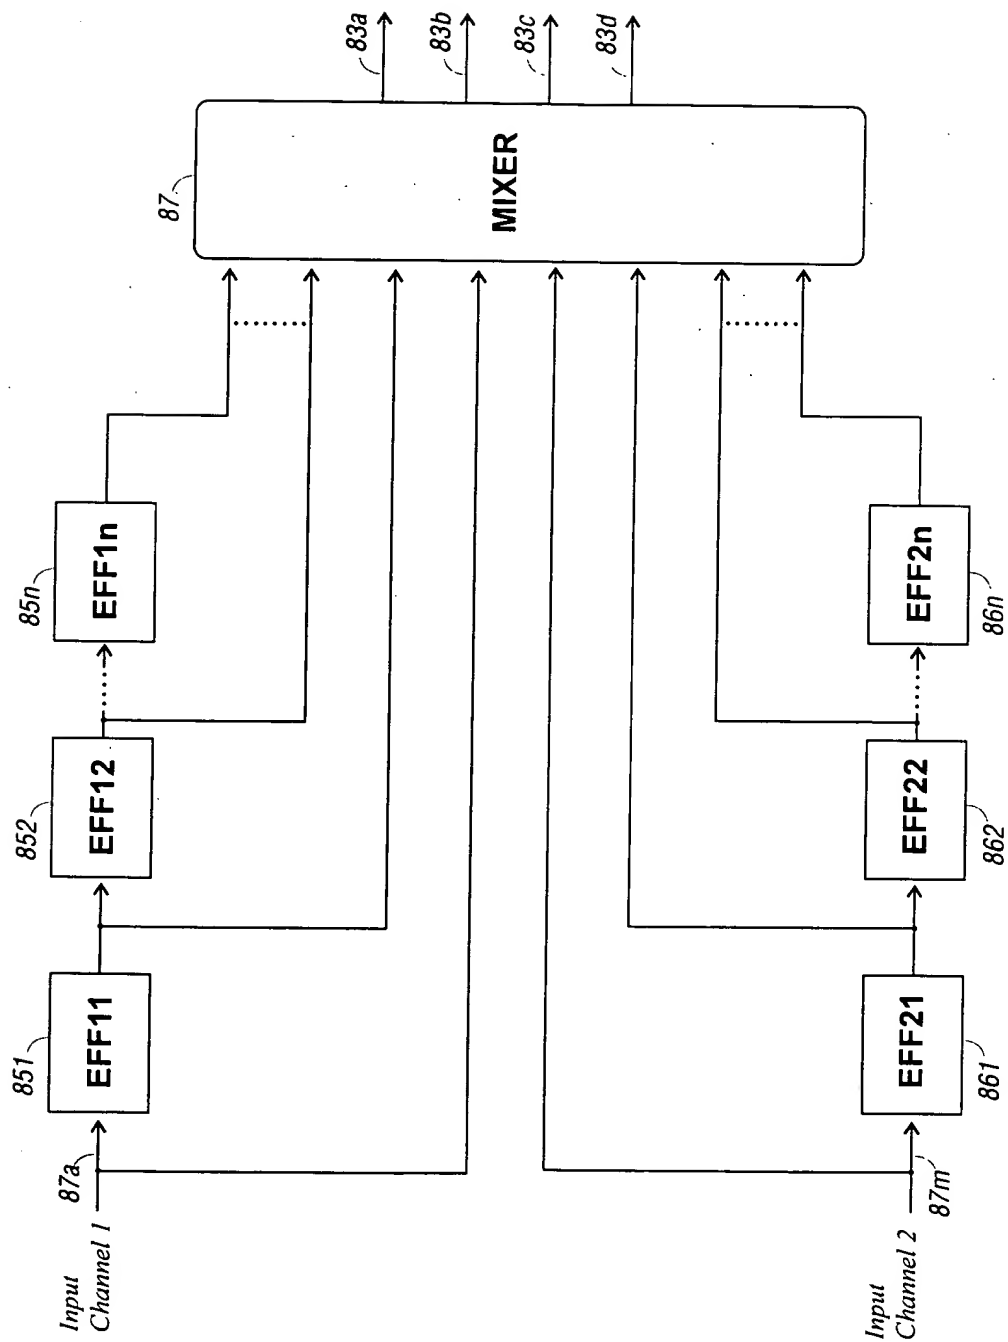 Input
Channel 1
87a
851
EFF11
852
EFF12
85n
EFF1n
87
MIXER
83a
83b
83c
83d
Input
Channel 2
87m
861
EFF21
862
EFF22
86n
EFF2n